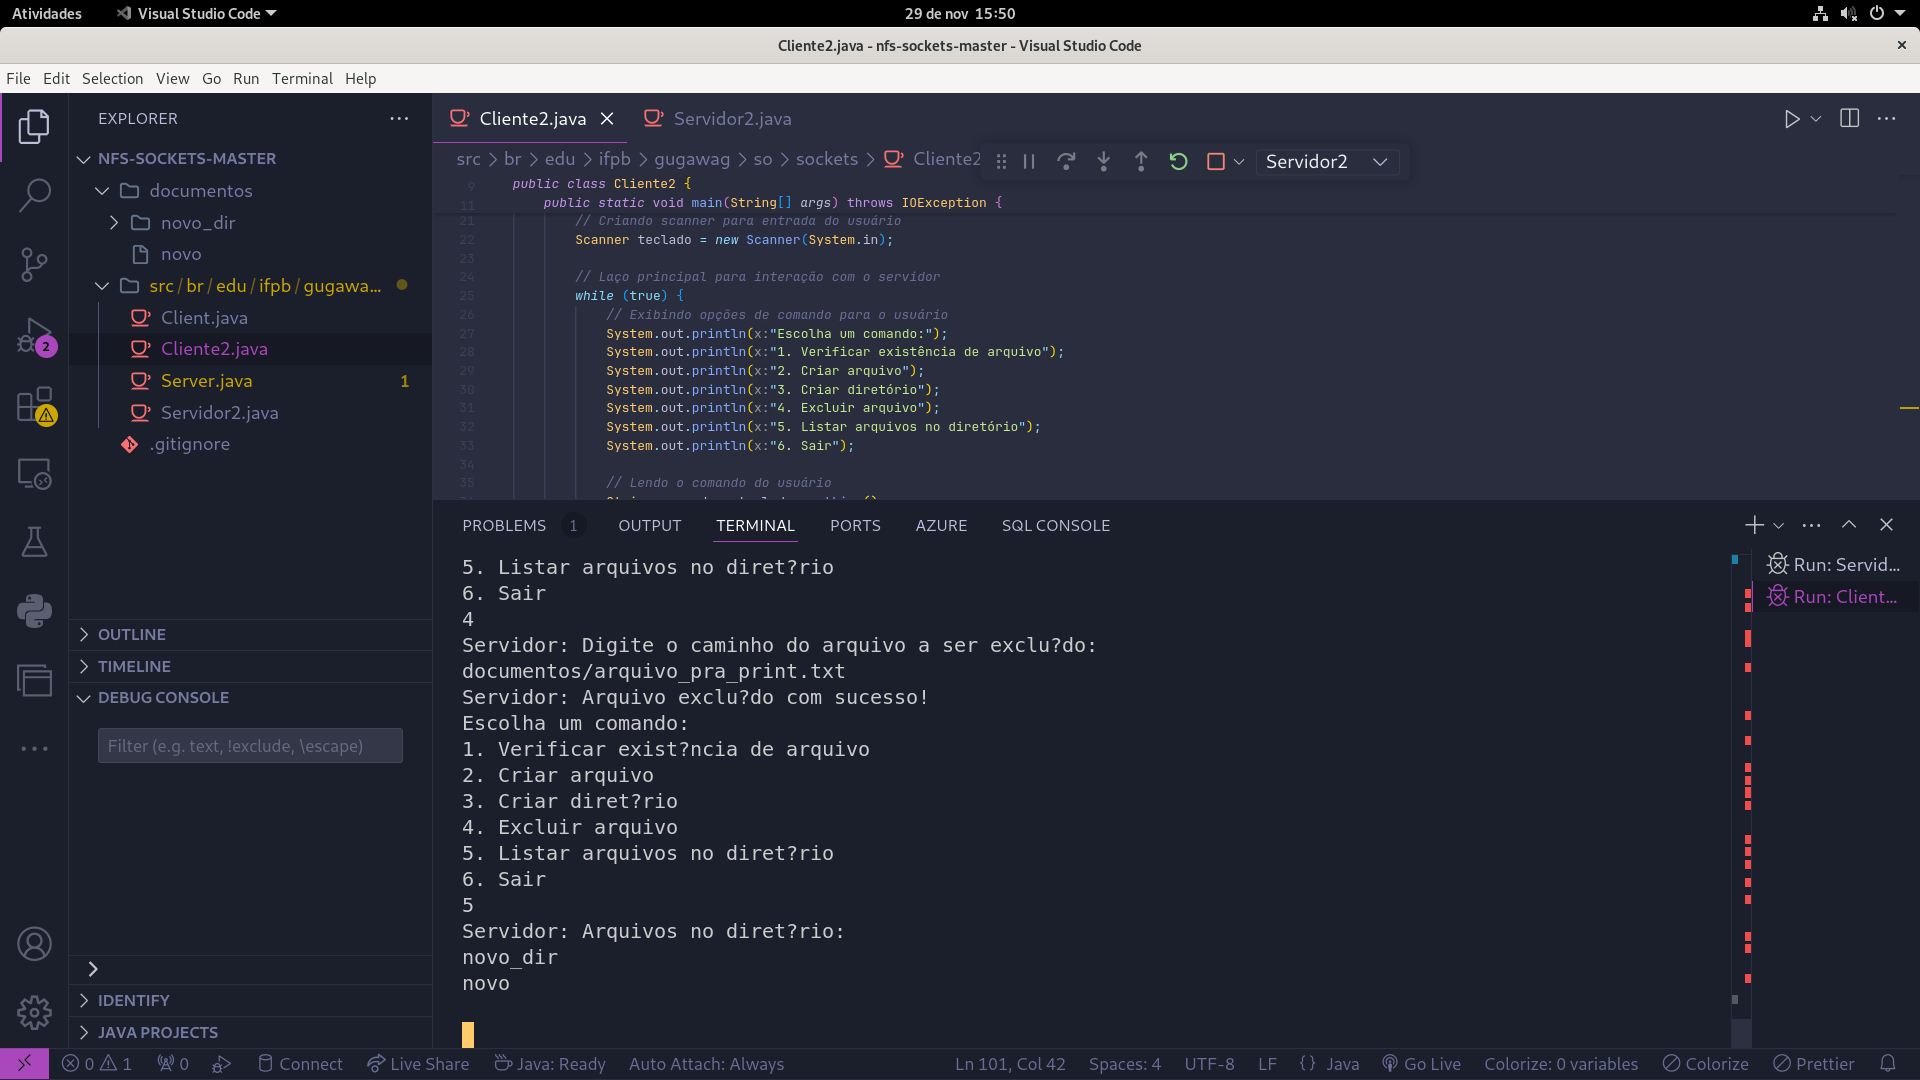 Atividades
Visual Studio Code
29 de nov 15:50
Cliente2.java - nfs-sockets-master - Visual Studio Code
File Edit Selection View Go Run Terminal Help
EXPLORER
NFS-SOCKETS-MASTER
documentos
novo_dir
novo
src/br/edu/ifpb/gugawa...
Client.java
Cliente2.java
Server.java 1
Servidor2.java
.gitignore
2
OUTLINE
TIMELINE
DEBUG CONSOLE
Filter (e.g. text, !exclude, \escape)
IDENTIFY
JAVA PROJECTS
Cliente2.java
Servidor2.java
src > br > edu > ifpb > gugawag > so > sockets > Cliente2
Servidor2
9 public class Cliente2 {
11 public static void main(String[] args) throws IOException {
21 // Criando scanner para entrada do usuário
22 Scanner teclado = new Scanner(System.in);
23
24 // Laço principal para interação com o servidor
25 while (true) {
26 // Exibindo opções de comando para o usuário
27 System.out.println(x:"Escolha um comando:");
28 System.out.println(x:"1. Verificar existência de arquivo");
29 System.out.println(x:"2. Criar arquivo");
30 System.out.println(x:"3. Criar diretório");
31 System.out.println(x:"4. Excluir arquivo");
32 System.out.println(x:"5. Listar arquivos no diretório");
33 System.out.println(x:"6. Sair");
34
35 // Lendo o comando do usuário
PROBLEMS 1 OUTPUT TERMINAL PORTS AZURE SQL CONSOLE
5. Listar arquivos no diret?rio
6. Sair
4
Servidor: Digite o caminho do arquivo a ser exclu?do:
documentos/arquivo_pra_print.txt
Servidor: Arquivo exclu?do com sucesso!
Escolha um comando:
1. Verificar exist?ncia de arquivo
2. Criar arquivo
3. Criar diret?rio
4. Excluir arquivo
5. Listar arquivos no diret?rio
6. Sair
5
Servidor: Arquivos no diret?rio:
novo_dir
novo
Run: Servid...
Run: Client...
0 1 0 Connect Live Share Java: Ready Auto Attach: Always Ln 101, Col 42 Spaces: 4 UTF-8 LF {} Java Go Live Colorize: 0 variables Colorize Prettier